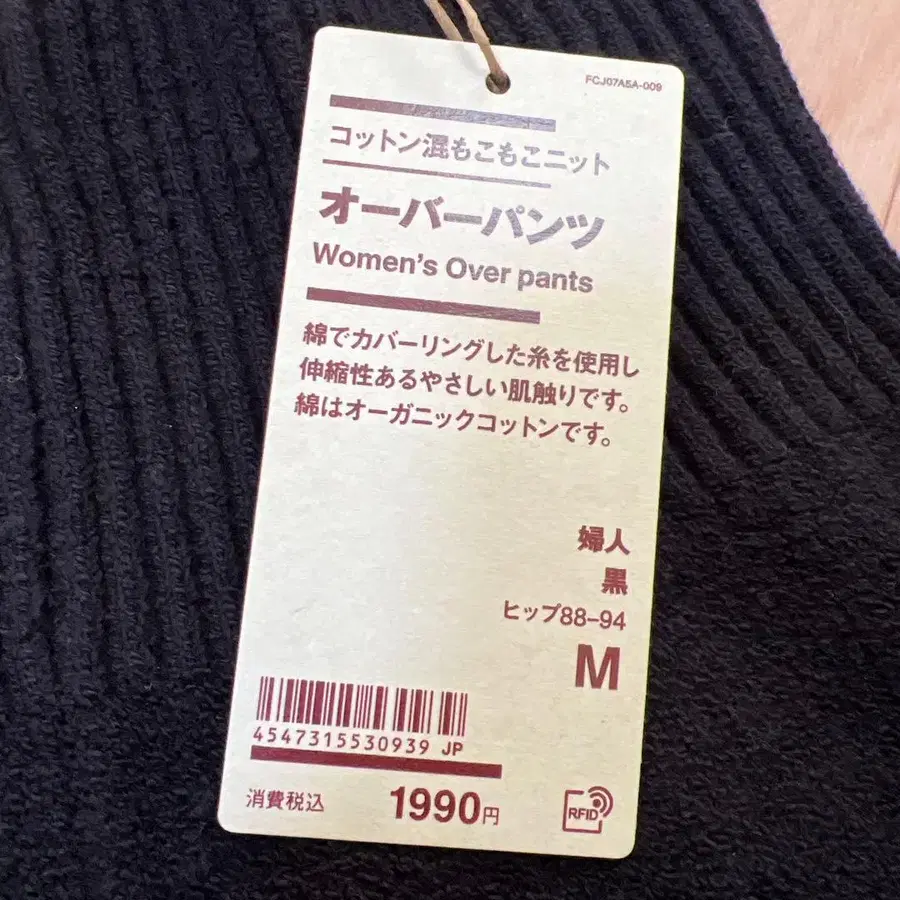 FCJ07A5A-009
コットン混もこもこニット
オーバーパンツ
Women's Over pants
綿でカバーリングした糸を使用し
伸縮性あるやさしい肌触りです。
綿はオーガニックコットンです。
婦人
黒
ヒップ88-94
M
4547315530939 JP
消費税込 1990円
RFID